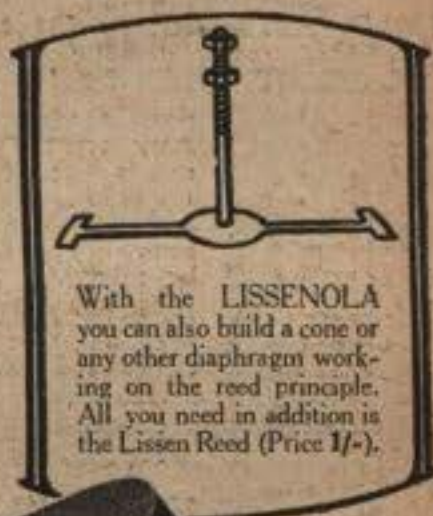 With the LISSENOLA
you can also build a cone or
any other diaphragm work-
ing on the reed principle.
All you need in addition is
the Lissen Reed (Price 1/-).